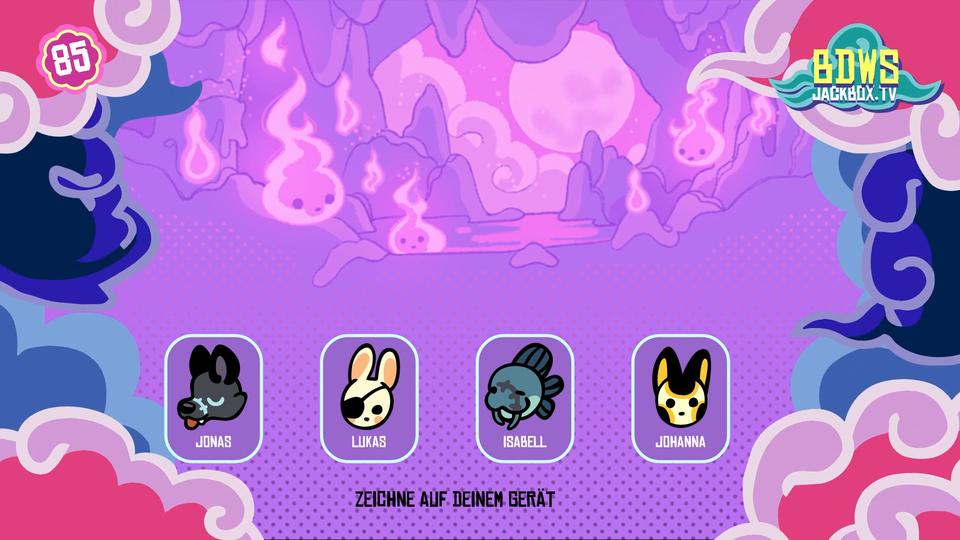 85
BDWS
JACKBOX.TV
JONAS
LUKAS
ISABELL
JOHANNA
ZEICHNE AUF DEINEM GERÄT